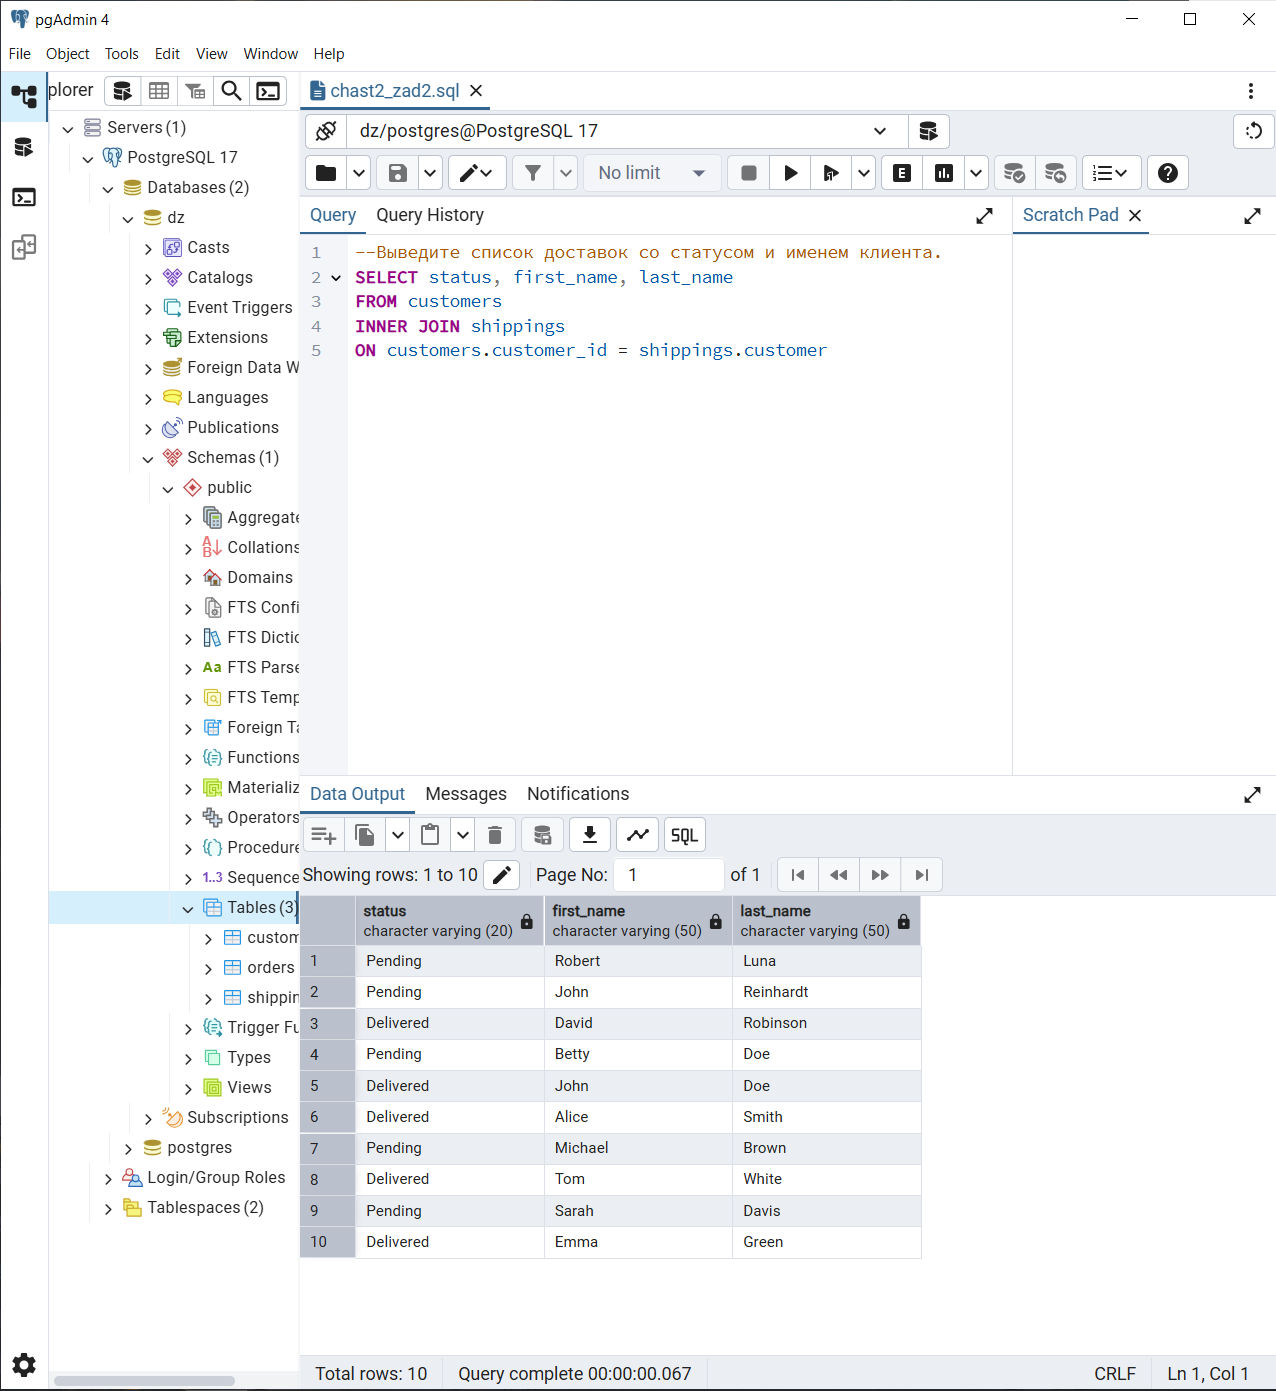 pgAdmin 4
File Object Tools Edit View Window Help
plorer
chast2_zad2.sql
Servers (1)
PostgreSQL 17
Databases (2)
dz
Casts
Catalogs
Event Triggers
Extensions
Foreign Data W
Languages
Publications
Schemas (1)
public
Aggregate
Collations
Domains
FTS Confi
FTS Dictic
Aa FTS Parse
FTS Temp
Foreign Ta
Functions
Materializ
Operators
Procedure
1..3 Sequence
Tables (3)
custom
orders
shippin
Trigger Fu
Types
Views
Subscriptions
postgres
Login/Group Roles
Tablespaces (2)
dz/postgres@PostgreSQL 17
No limit
E
Query Query History
Scratch Pad
1 --Выведите список доставок со статусом и именем клиента.
2 SELECT status, first_name, last_name
3 FROM customers
4 INNER JOIN shippings
5 ON customers.customer_id = shippings.customer
Data Output Messages Notifications
SQL
Showing rows: 1 to 10 Page No: 1 of 1
status first_name last_name
character varying (20) character varying (50) character varying (50)
1 Pending Robert Luna
2 Pending John Reinhardt
3 Delivered David Robinson
4 Pending Betty Doe
5 Delivered John Doe
6 Delivered Alice Smith
7 Pending Michael Brown
8 Delivered Tom White
9 Pending Sarah Davis
10 Delivered Emma Green
Total rows: 10 Query complete 00:00:00.067 CRLF Ln 1, Col 1